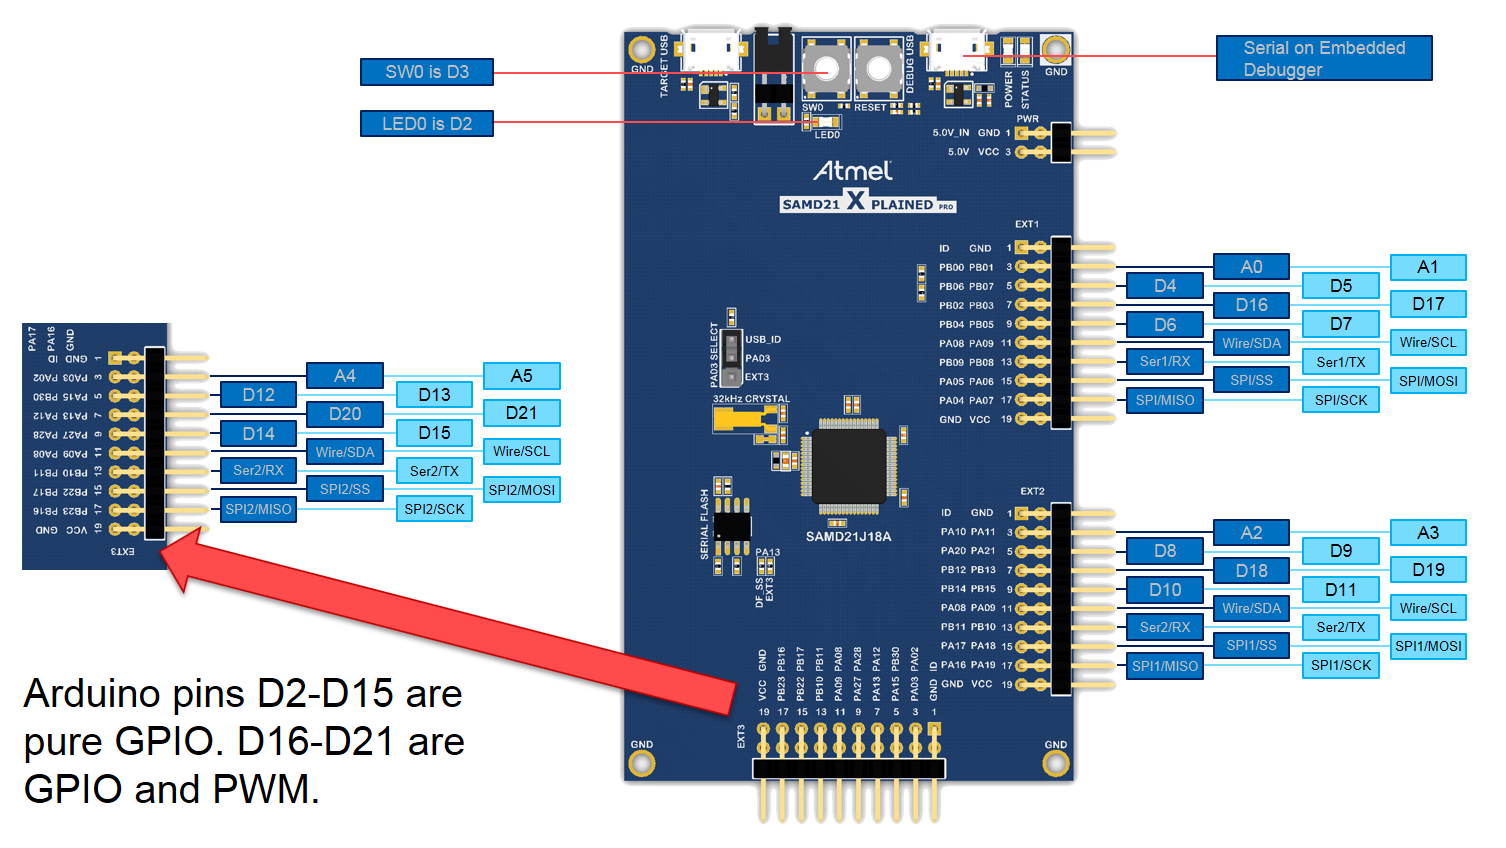 SW0 is D3
LED0 is D2
Serial on Embedded
Debugger
GND
TARGET USB
SW0
RESET
DEBUG USB
POWER
STATUS
GND
LED0
PWR
5.0V_IN GND 1
5.0V VCC 3
Atmel
SAMD21 X PLAINED PRO
EXT1
ID GND 1
PB00 PB01 3
A0 A1
PB06 PB07 5
D4 D5
PB02 PB03 7
D16 D17
PB04 PB05 9
D6 D7
PA08 PA09 11
Wire/SDA Wire/SCL
PB09 PB08 13
Ser1/RX Ser1/TX
PA05 PA06 15
SPI/SS SPI/MOSI
PA04 PA07 17
SPI/MISO SPI/SCK
GND VCC 19
PA03 SELECT
USB_ID
PA03
EXT3
32kHz CRYSTAL
SERIAL FLASH
SAMD21J18A
PA13
DF_SS
EXT3
EXT2
ID GND 1
PA10 PA11 3
A2 A3
PA20 PA21 5
D8 D9
PB12 PB13 7
D18 D19
PB14 PB15 9
D10 D11
PA08 PA09 11
Wire/SDA Wire/SCL
PB11 PB10 13
Ser2/RX Ser2/TX
PA17 PA18 15
SPI1/SS SPI1/MOSI
PA16 PA19 17
SPI1/MISO SPI1/SCK
GND VCC 19
PA17
PA16
GND
ID GND 1
PA02 PA03 3
A4 A5
PB30 PA15 5
D12 D13
PA12 PA13 7
D20 D21
PA28 PA27 9
D14 D15
PA08 PA09 11
Wire/SDA Wire/SCL
PB11 PB10 13
Ser2/RX Ser2/TX
PB17 PB22 15
SPI2/SS SPI2/MOSI
PB16 PB23 17
SPI2/MISO SPI2/SCK
GND VCC 19
EXT3
GND PB16 PB17 PB11 PA08 PA28 PA12 PB30 PA02 ID
VCC PB23 PB22 PB10 PA09 PA27 PA13 PA15 PA03 GND
19 17 15 13 11 9 7 5 3 1
EXT3
GND
GND
Arduino pins D2-D15 are
pure GPIO. D16-D21 are
GPIO and PWM.